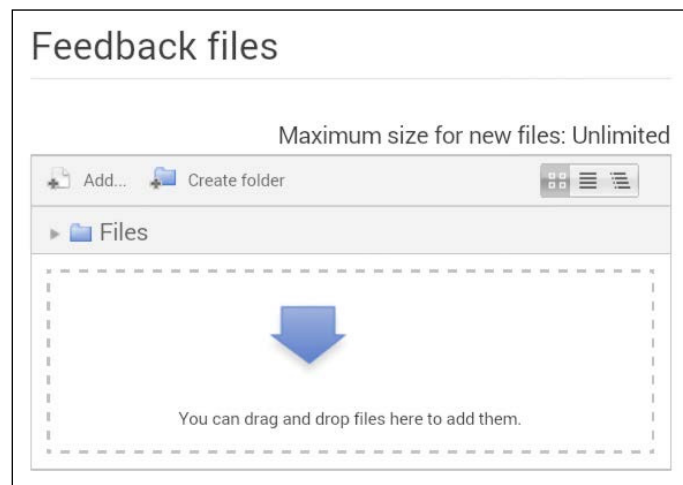 Feedback files
Maximum size for new files: Unlimited
Add... Create folder
Files
You can drag and drop files here to add them.